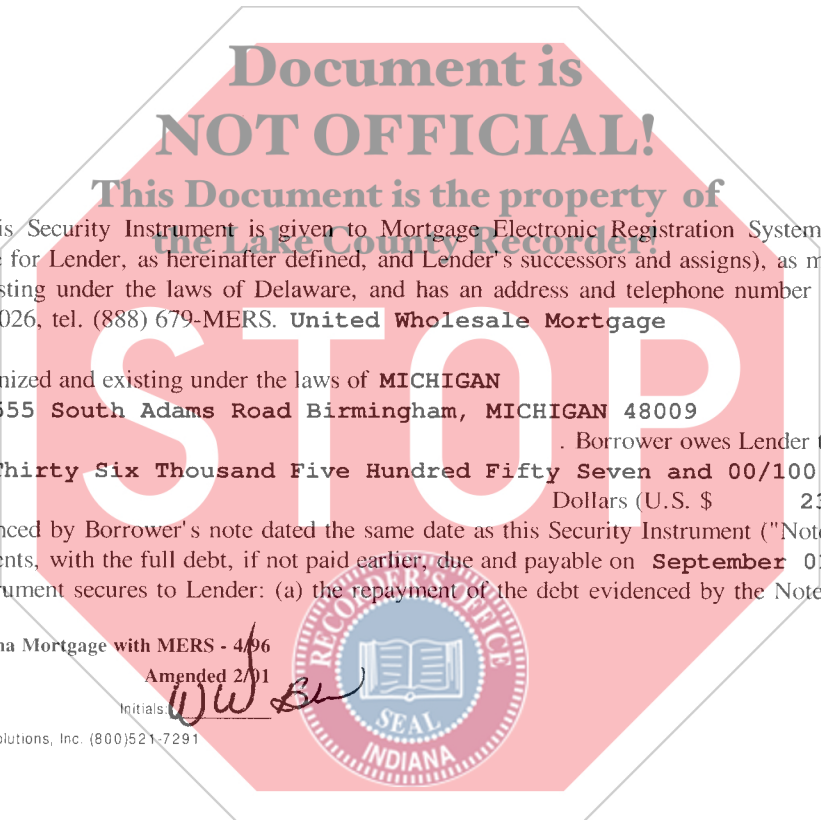 Document is
NOT OFFICIAL!
This Document is the property of
the Lake County Recorder!
is Security Instrument is given to Mortgage Electronic Registration System
for Lender, as hereinafter defined, and Lender's successors and assigns), as m
sting under the laws of Delaware, and has an address and telephone number
026, tel. (888) 679-MERS. United Wholesale Mortgage
nized and existing under the laws of MICHIGAN
555 South Adams Road Birmingham, MICHIGAN 48009
. Borrower owes Lender t
Thirty Six Thousand Five Hundred Fifty Seven and 00/100
Dollars (U.S. $ 23
nced by Borrower's note dated the same date as this Security Instrument ("Note
ents, with the full debt, if not paid earlier, due and payable on September 01
rument secures to Lender: (a) the repayment of the debt evidenced by the Note
na Mortgage with MERS - 4/96
Amended 2/01
Initials:
olutions, Inc. (800)521-7291
STOP
RECORDER'S OFFICE
SEAL
INDIANA